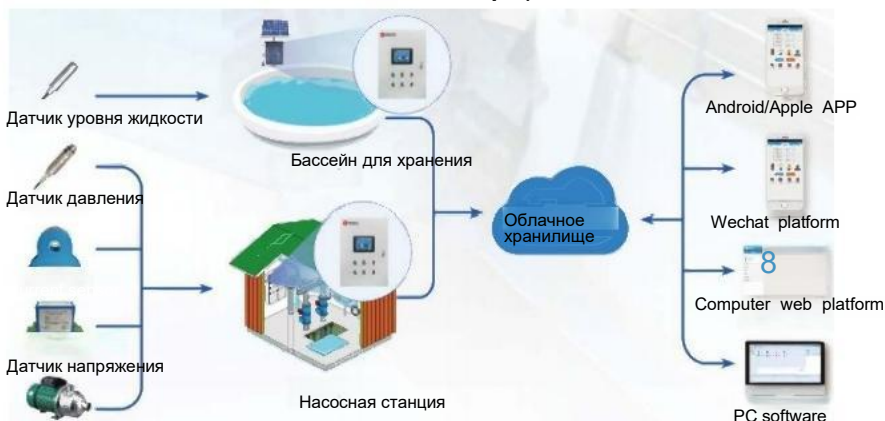 Датчик уровня жидкости
Бассейн для хранения
Датчик давления
Датчик напряжения
Насосная станция
Облачное
хранилище
Android/Apple APP
Wechat platform
8
Computer web platform
PC software